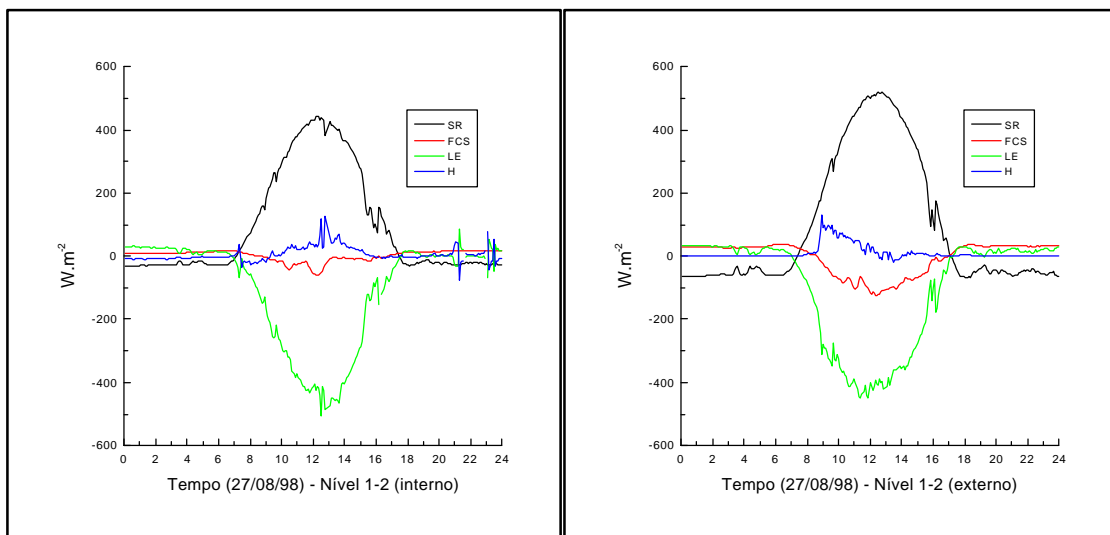 600
400
200
0
-200
-400
-600
W.m-2
SR
FCS
LE
H
0 2 4 6 8 10 12 14 16 18 20 22 24
Tempo (27/08/98) - Nível 1-2 (interno)
600
400
200
0
-200
-400
-600
W.m-2
SR
FCS
LE
H
0 2 4 6 8 10 12 14 16 18 20 22 24
Tempo (27/08/98) - Nível 1-2 (externo)